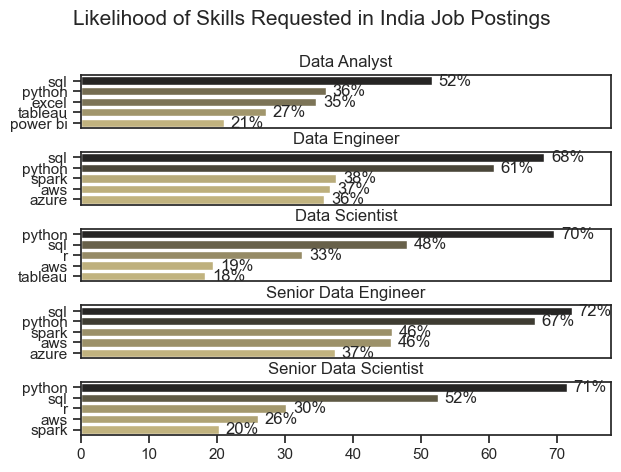 Likelihood of Skills Requested in India Job Postings
Data Analyst
sql 52%
python 36%
excel 35%
tableau 27%
power bi 21%
Data Engineer
sql 68%
python 61%
spark 38%
aws 37%
azure 36%
Data Scientist
python 70%
sql 48%
r 33%
aws 19%
tableau 18%
Senior Data Engineer
sql 72%
python 67%
spark 46%
aws 46%
azure 37%
Senior Data Scientist
python 71%
sql 52%
r 30%
aws 26%
spark 20%
0 10 20 30 40 50 60 70